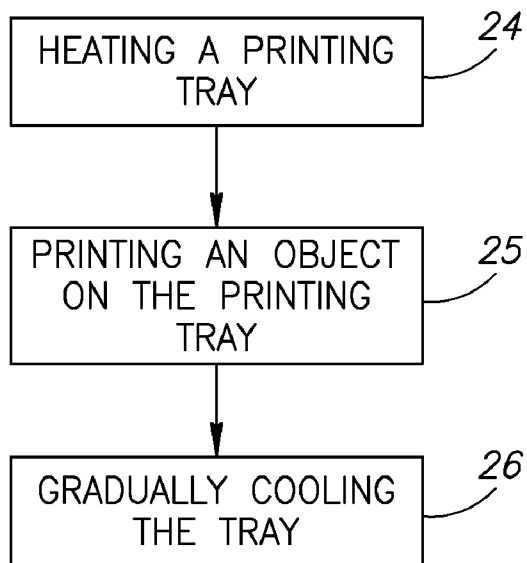 24
HEATING A PRINTING
TRAY
25
PRINTING AN OBJECT
ON THE PRINTING
TRAY
26
GRADUALLY COOLING
THE TRAY